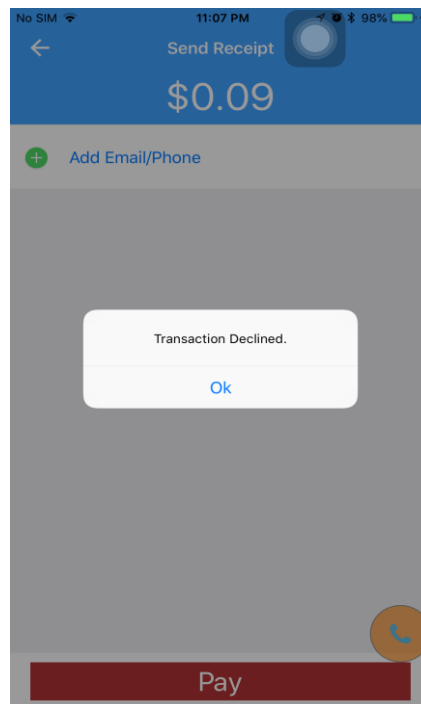 No SIM 11:07 PM 98%
Send Receipt
$0.09
Add Email/Phone
Transaction Declined.
Ok
Pay